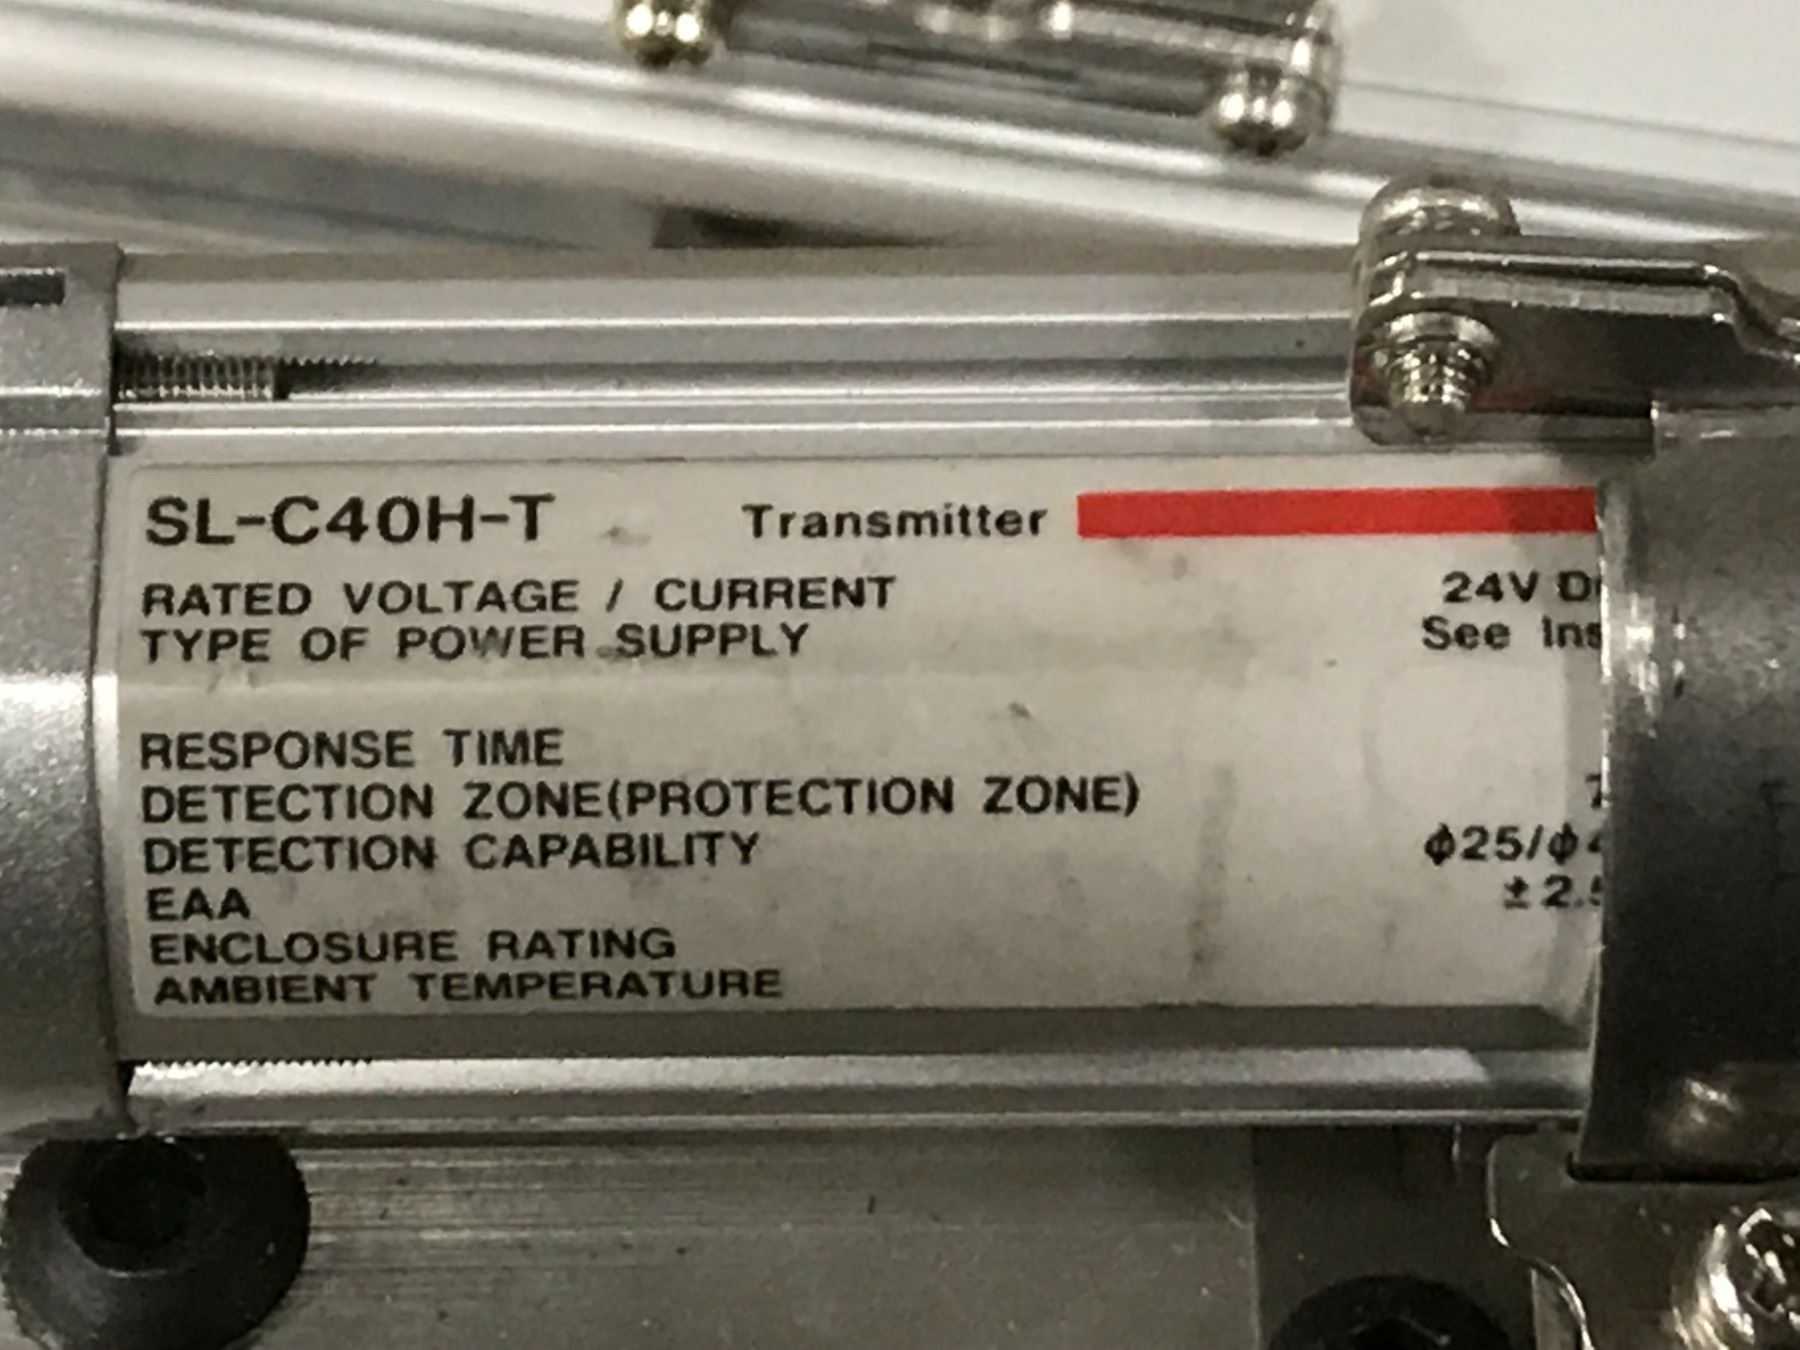 SL-C40H-T Transmitter
RATED VOLTAGE / CURRENT 24V
TYPE OF POWER SUPPLY See Ins
RESPONSE TIME
DETECTION ZONE(PROTECTION ZONE)
DETECTION CAPABILITY ϕ25/ϕ4
EAA ±2.5
ENCLOSURE RATING
AMBIENT TEMPERATURE